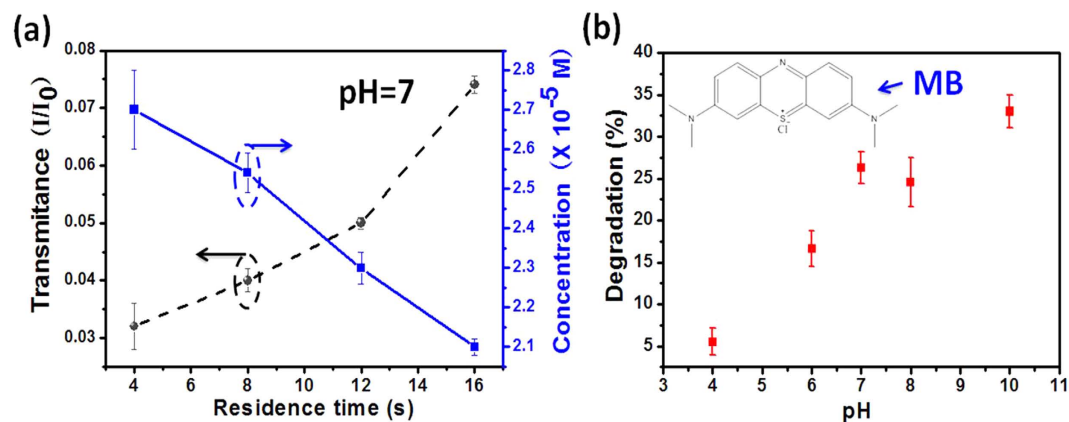 (a)
0.08
0.07
0.06
0.05
0.04
0.03
Transmitance (I/I0)
pH=7
2.8
2.7
2.6
2.5
2.4
2.3
2.2
2.1
Concentration (X 10-5 M)
4 6 8 10 12 14 16
Residence time (s)
(b)
40
35
30
25
20
15
10
5
Degradation (%)
N
N
S
Cl
N
MB
3 4 5 6 7 8 9 10 11
pH